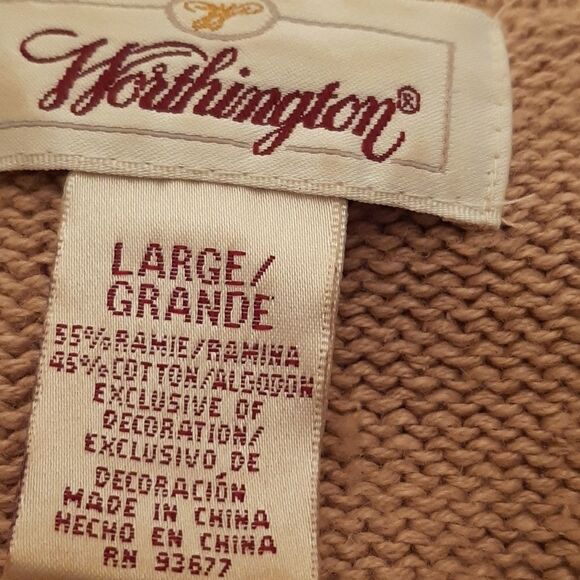 Worthington®
LARGE/
GRANDE
55% RAMIE/RAMINA
45% COTTON/ALGODON
EXCLUSIVE OF
DECORATION/
EXCLUSIVO DE
DECORACIÓN
MADE IN CHINA
HECHO EN CHINA
RN 93677